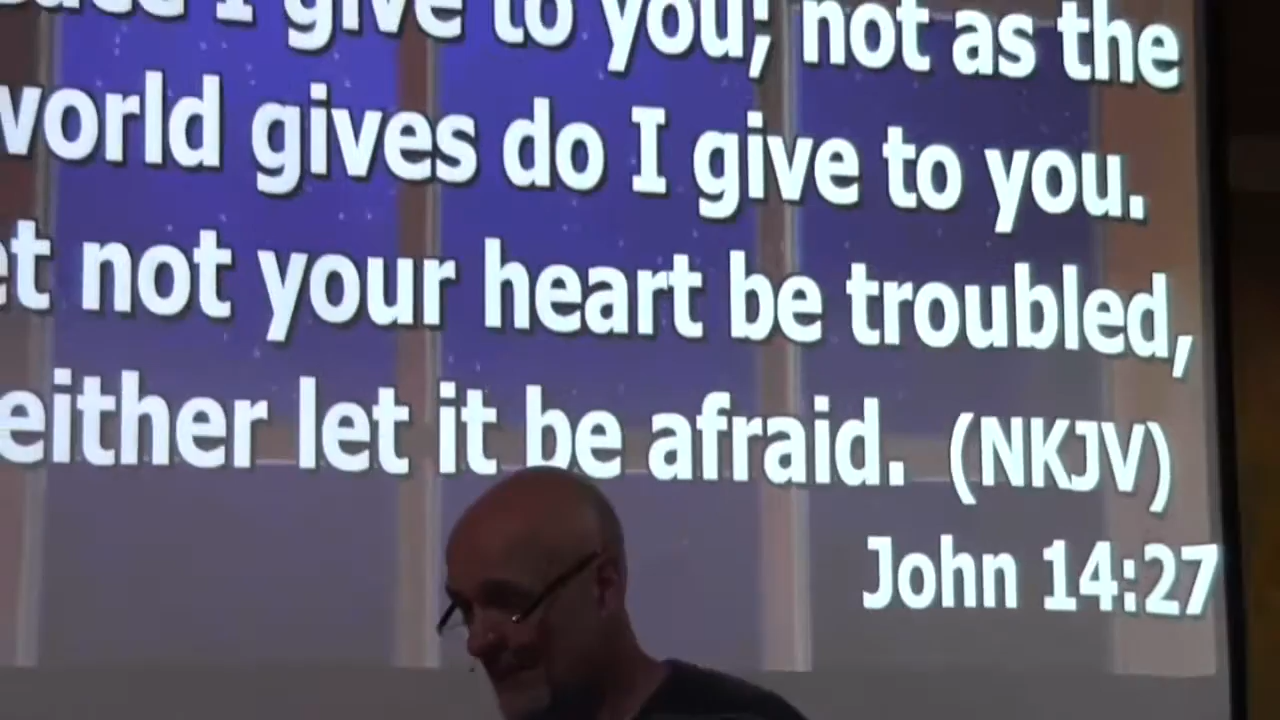 I give to you; not as the
world gives do I give to you.
not your heart be troubled,
let it be afraid. (NKJV)
John 14:27